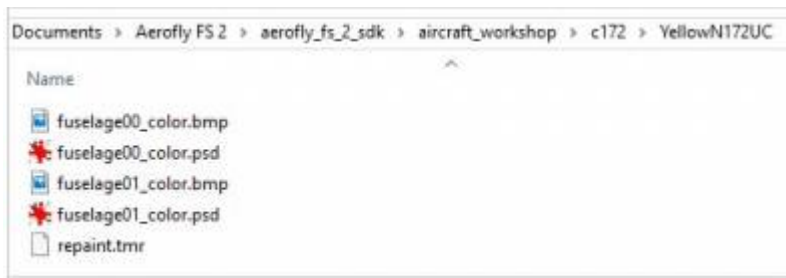 Documents > Aerofly FS 2 > aerofly_fs_2_sdk > aircraft_workshop > c172 > YellowN172UC
Name
fuselage00_color.bmp
fuselage00_color.psd
fuselage01_color.bmp
fuselage01_color.psd
repaint.tmr